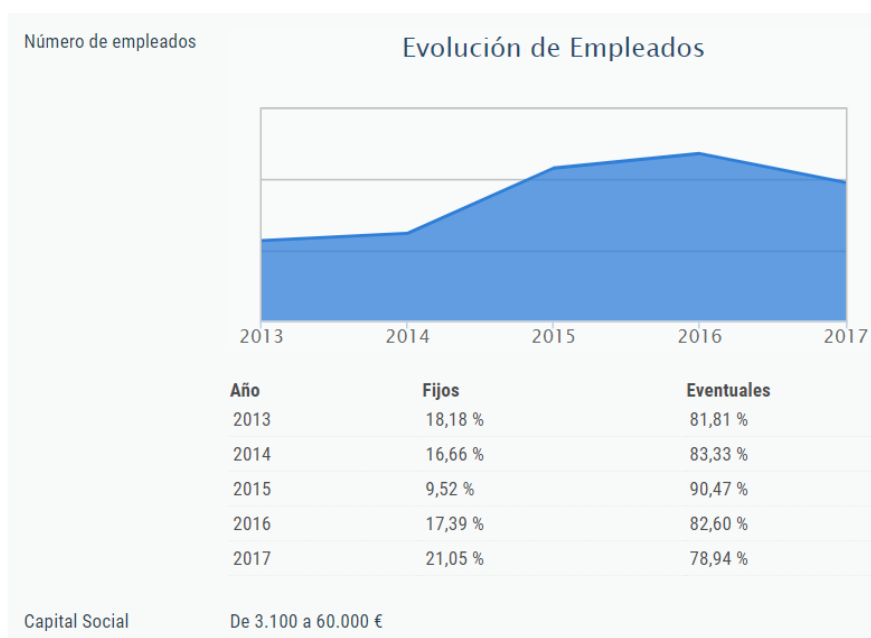 Número de empleados
Evolución de Empleados
2013 2014 2015 2016 2017
Año Fijos Eventuales
2013 18,18 % 81,81 %
2014 16,66 % 83,33 %
2015 9,52 % 90,47 %
2016 17,39 % 82,60 %
2017 21,05 % 78,94 %
Capital Social De 3.100 a 60.000 €